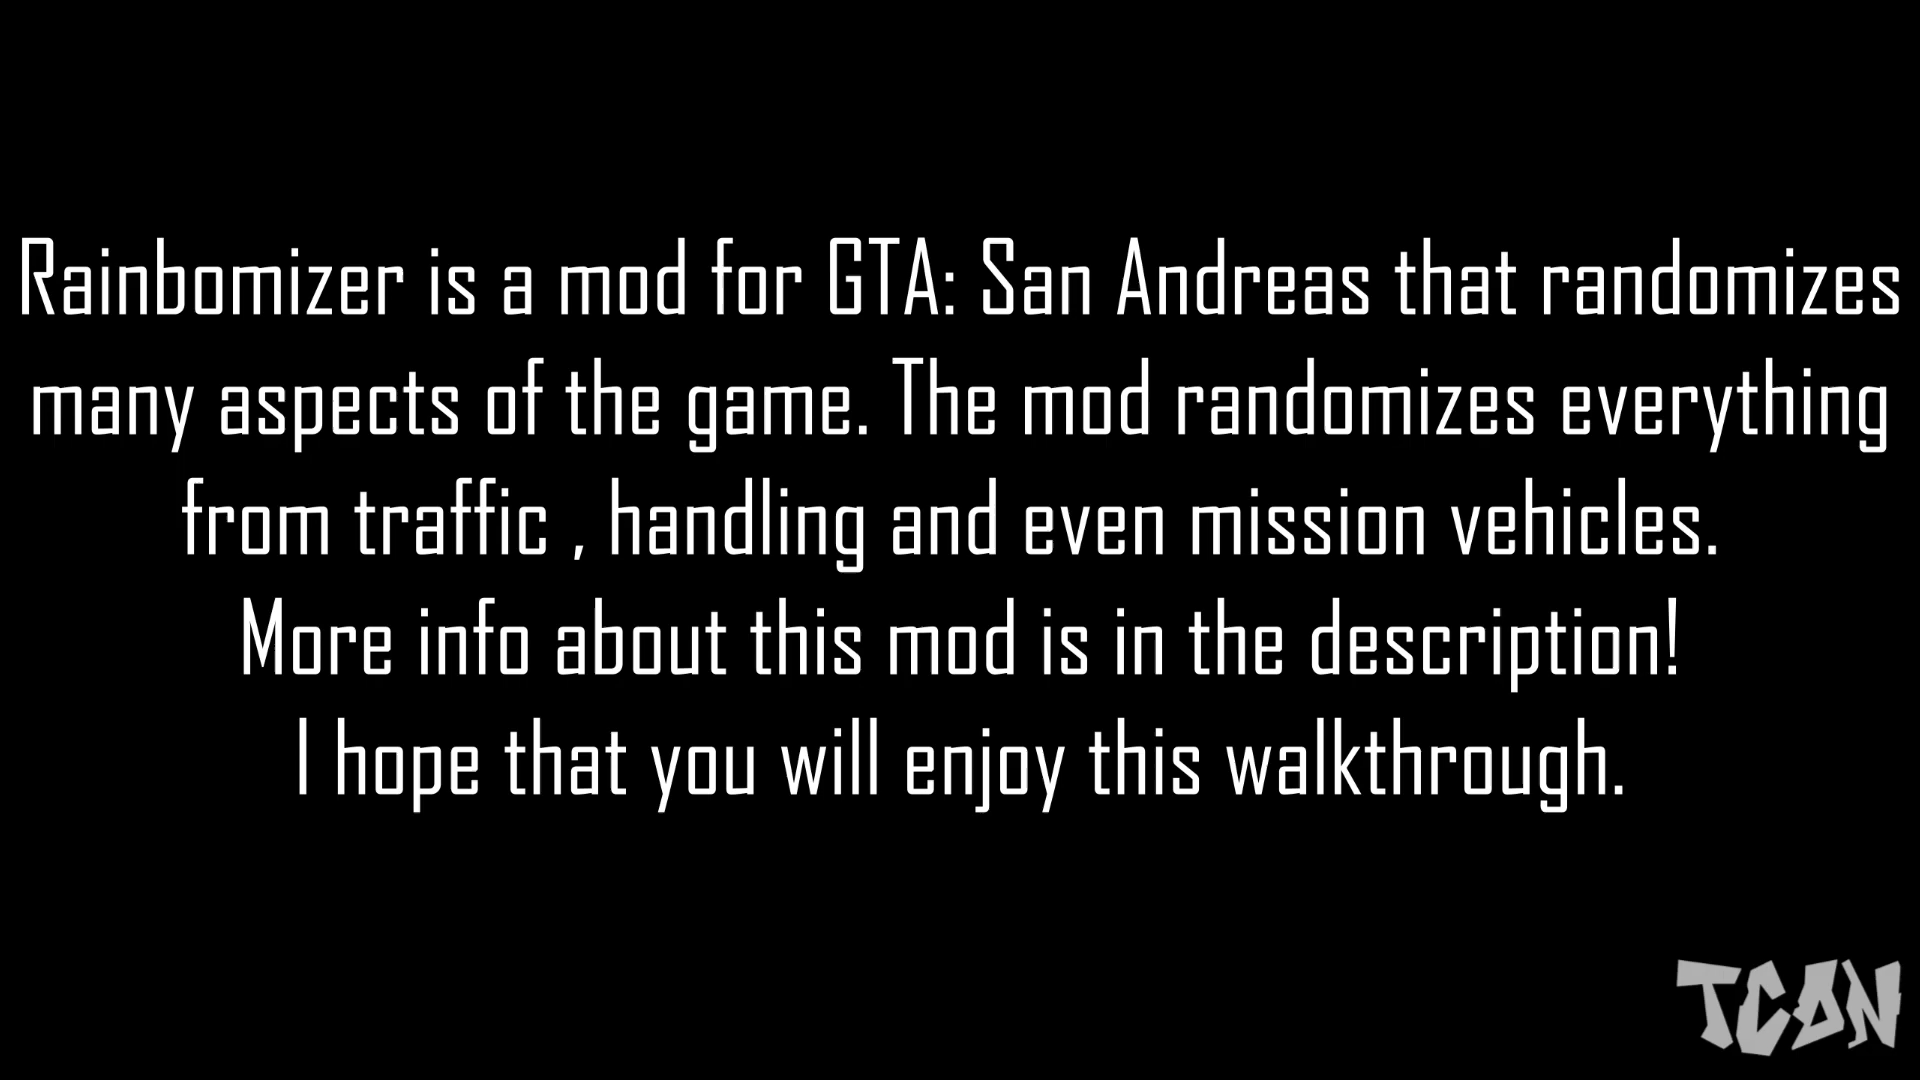 Rainbomizer is a mod for GTA: San Andreas that randomizes
many aspects of the game. The mod randomizes everything
from traffic , handling and even mission vehicles.
More info about this mod is in the description!
I hope that you will enjoy this walkthrough.
TCON